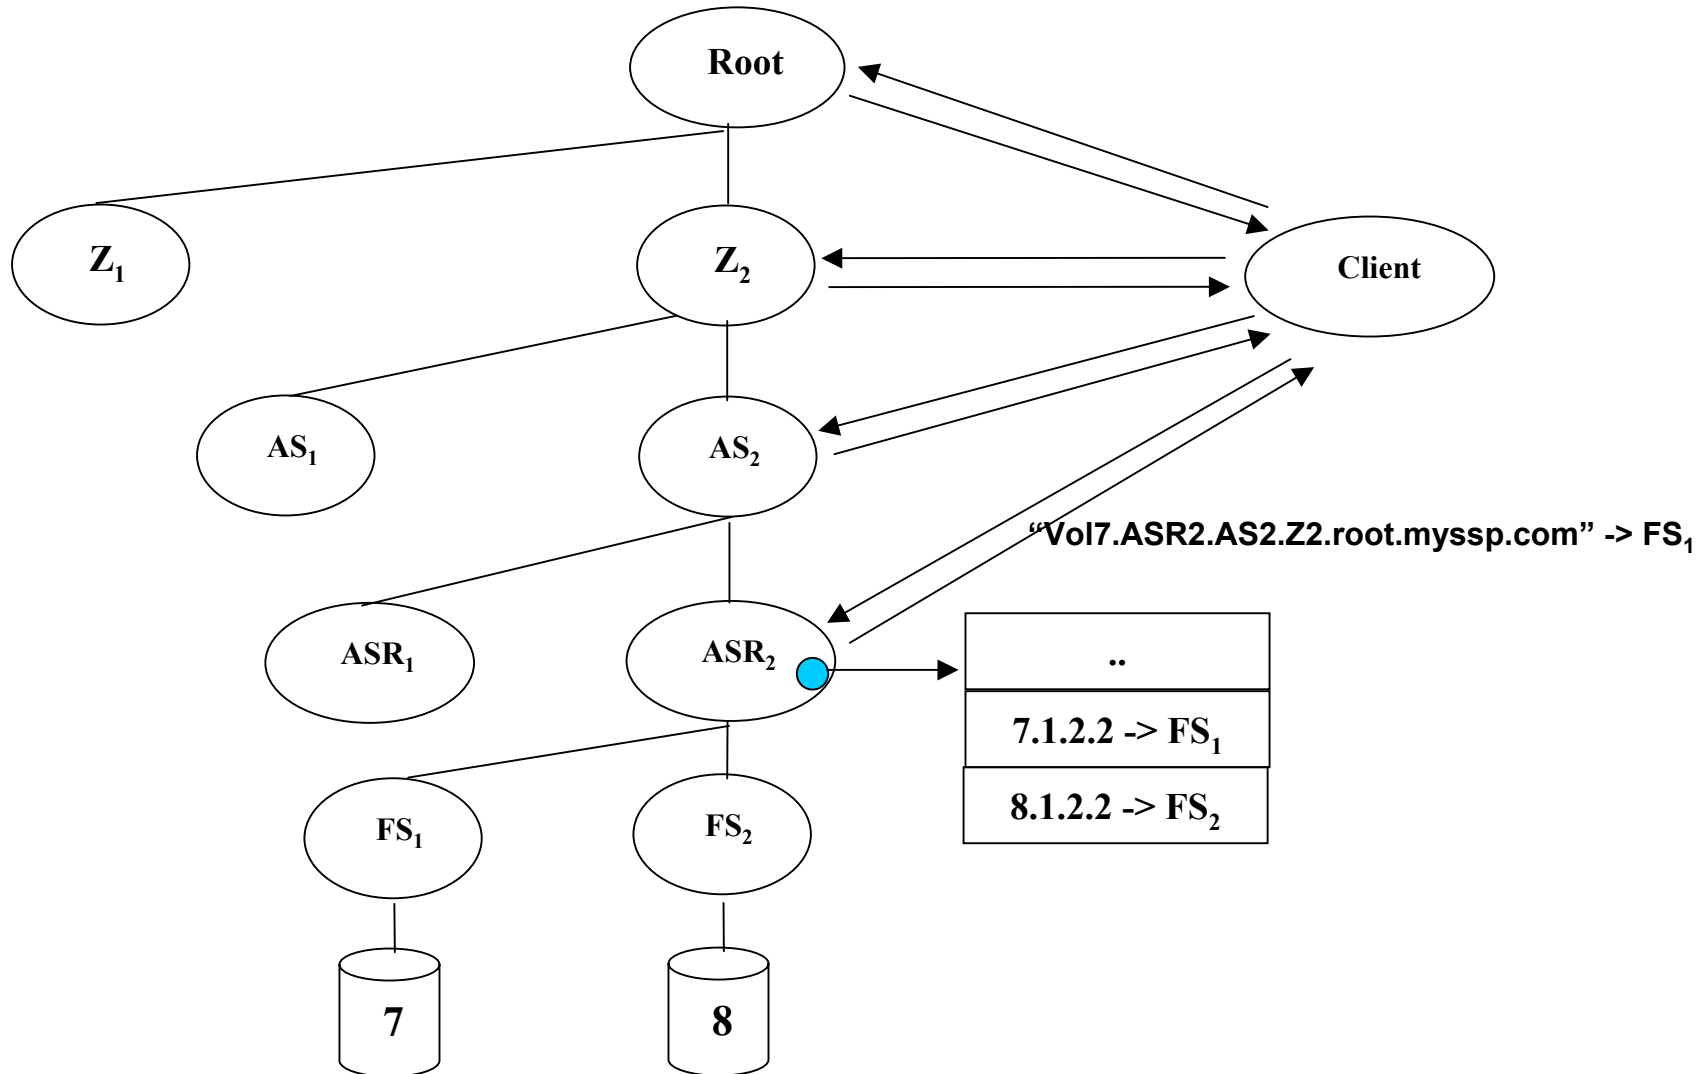 Root
Z₁
Z₂
Client
AS₁
AS₂
“Vol7.ASR2.AS2.Z2.root.myssp.com” -> FS₁
ASR₁
ASR₂
..
7.1.2.2 -> FS₁
8.1.2.2 -> FS₂
FS₁
FS₂
7
8